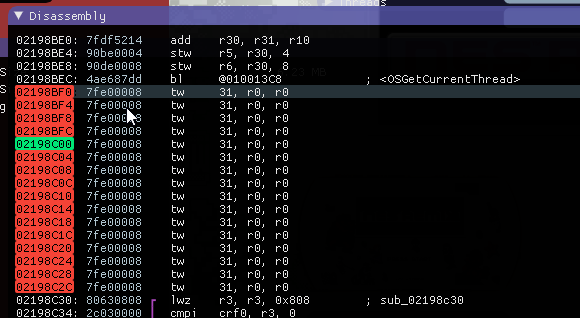 Threads
▼ Disassembly
02198BE0: 7fdf5214 add r30, r31, r10
02198BE4: 90be0004 stw r5, r30, 4
02198BE8: 90de0008 stw r6, r30, 8
02198BEC: 4ae687dd bl @010013C8 ; <OSGetCurrentThread>
02198BF0: 7fe00008 tw 31, r0, r0
02198BF4: 7fe00008 tw 31, r0, r0
02198BF8: 7fe00008 tw 31, r0, r0
02198BFC: 7fe00008 tw 31, r0, r0
02198C00: 7fe00008 tw 31, r0, r0
02198C04: 7fe00008 tw 31, r0, r0
02198C08: 7fe00008 tw 31, r0, r0
02198C0C: 7fe00008 tw 31, r0, r0
02198C10: 7fe00008 tw 31, r0, r0
02198C14: 7fe00008 tw 31, r0, r0
02198C18: 7fe00008 tw 31, r0, r0
02198C1C: 7fe00008 tw 31, r0, r0
02198C20: 7fe00008 tw 31, r0, r0
02198C24: 7fe00008 tw 31, r0, r0
02198C28: 7fe00008 tw 31, r0, r0
02198C2C: 7fe00008 tw 31, r0, r0
02198C30: 80630808 lwz r3, r3, 0x808 ; sub_02198c30
02198C34: 2c030000 cmpi crf0, r3, 0